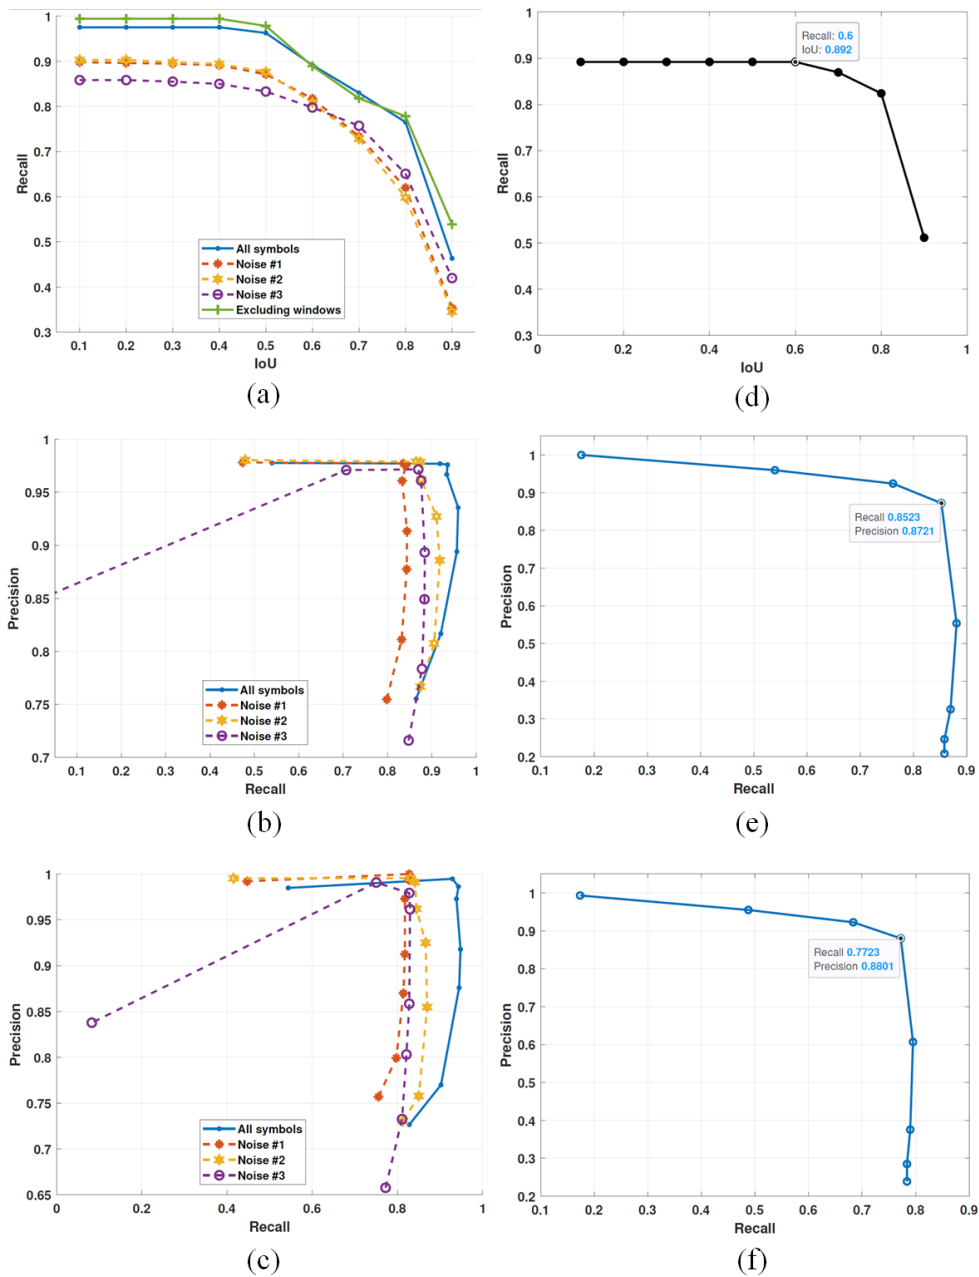 1
0.9
0.8
0.7
0.6
0.5
0.4
0.3
Recall
All symbols
Noise #1
Noise #2
Noise #3
Excluding windows
0.1 0.2 0.3 0.4 0.5 0.6 0.7 0.8 0.9
IoU
(a)
1
0.9
0.8
0.7
0.6
0.5
0.4
0.3
Recall
Recall: 0.6
IoU: 0.892
0 0.2 0.4 0.6 0.8 1
IoU
(d)
1
0.95
0.9
0.85
0.8
0.75
0.7
Precision
All symbols
Noise #1
Noise #2
Noise #3
0.1 0.2 0.3 0.4 0.5 0.6 0.7 0.8 0.9 1
Recall
(b)
1
0.9
0.8
0.7
0.6
0.5
0.4
0.3
0.2
Precision
Recall 0.8523
Precision 0.8721
0.1 0.2 0.3 0.4 0.5 0.6 0.7 0.8 0.9
Recall
(e)
1
0.95
0.9
0.85
0.8
0.75
0.7
0.65
Precision
All symbols
Noise #1
Noise #2
Noise #3
0 0.2 0.4 0.6 0.8 1
Recall
(c)
1
0.9
0.8
0.7
0.6
0.5
0.4
0.3
0.2
Precision
Recall 0.7723
Precision 0.8801
0.1 0.2 0.3 0.4 0.5 0.6 0.7 0.8 0.9
Recall
(f)